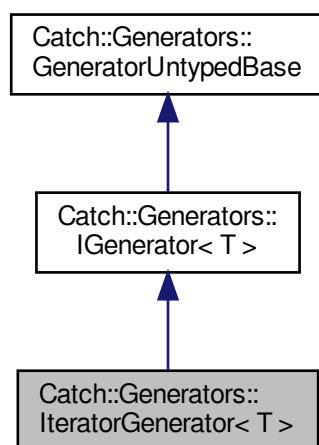 Catch::Generators::
GeneratorUntypedBase
Catch::Generators::
IGenerator< T >
Catch::Generators::
IteratorGenerator< T >